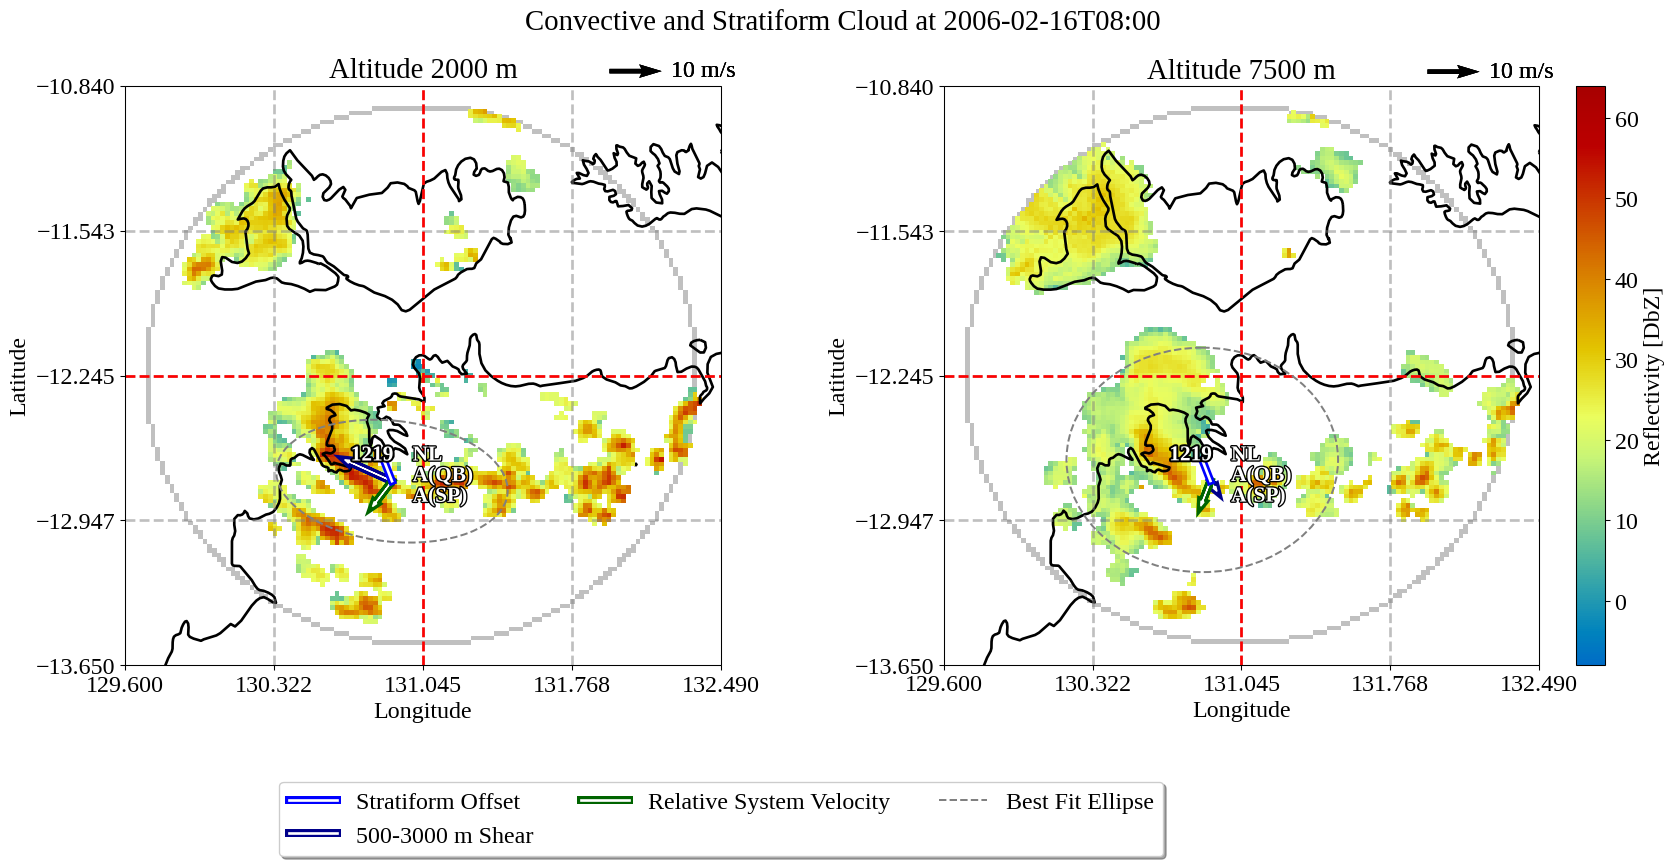 Convective and Stratiform Cloud at 2006-02-16T08:00
Altitude 2000 m
10 m/s
−10.840
−11.543
−12.245
−12.947
−13.650
Latitude
1219
NL
A(QB)
A(SP)
129.600 130.322 131.045 131.768 132.490
Longitude
Altitude 7500 m
10 m/s
−10.840
−11.543
−12.245
−12.947
−13.650
Latitude
1219
NL
A(QB)
A(SP)
129.600 130.322 131.045 131.768 132.490
Longitude
60
50
40
30
20
10
0
Reflectivity [DbZ]
Stratiform Offset
500-3000 m Shear
Relative System Velocity
Best Fit Ellipse